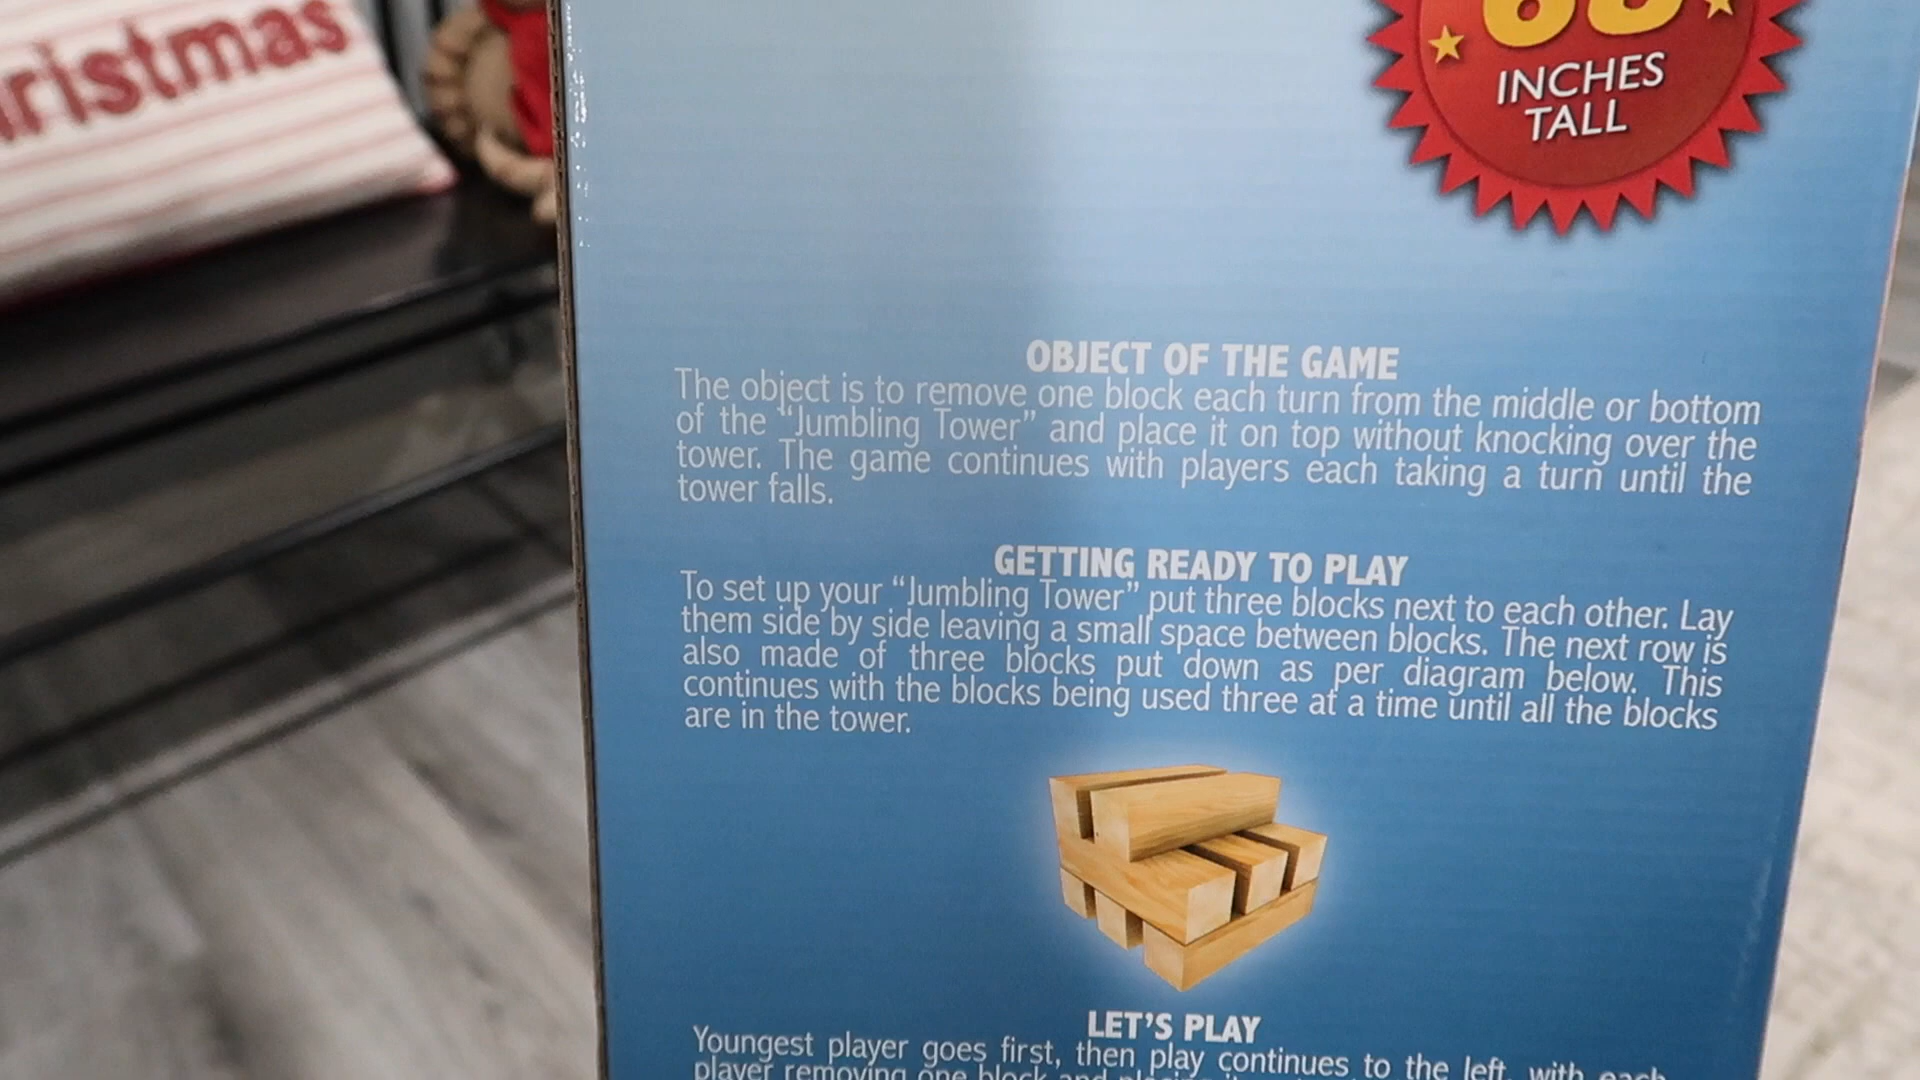 ristmas
60
INCHES
TALL
OBJECT OF THE GAME
The object is to remove one block each turn from the middle or bottom
of the “Jumbling Tower” and place it on top without knocking over the
tower. The game continues with players each taking a turn until the
tower falls.
GETTING READY TO PLAY
To set up your “Jumbling Tower” put three blocks next to each other. Lay
them side by side leaving a small space between blocks. The next row is
also made of three blocks put down as per diagram below. This
continues with the blocks being used three at a time until all the blocks
are in the tower.
LET’S PLAY
Youngest player goes first, then play continues to the left, with each
player removing one block and